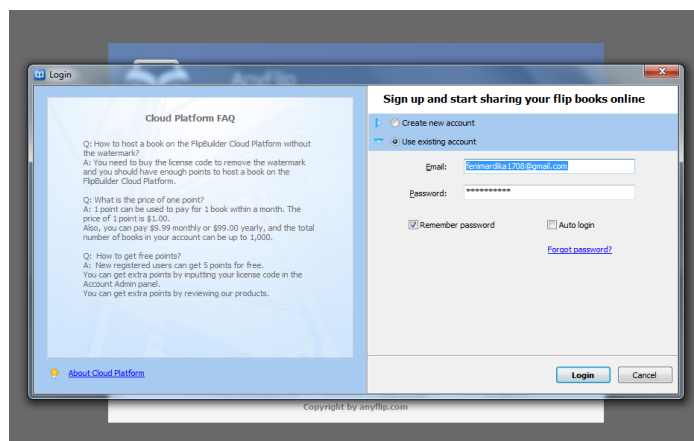 AnyFlip
Login
Cloud Platform FAQ
Q: How to host a book on the FlipBuilder Cloud Platform without
the watermark?
A: You need to buy the license code to remove the watermark
and you should have enough points to host a book on the
FlipBuilder Cloud Platform.
Q: What is the price of one point?
A: 1 point can be used to pay for 1 book within a month. The
price of 1 point is $1.00.
Also, you can pay $9.99 monthly or $99.00 yearly, and the total
number of books in your account can be up to 1,000.
Q: How to get free points?
A: New registered users can get 5 points for free.
You can get extra points by inputting your license code in the
Account Admin panel.
You can get extra points by reviewing our products.
About Cloud Platform
Sign up and start sharing your flip books online
Create new account
Use existing account
Email: fenimardika1708@gmail.com
Password: **********
Remember password Auto login
Forgot password?
Login Cancel
Copyright by anyflip.com